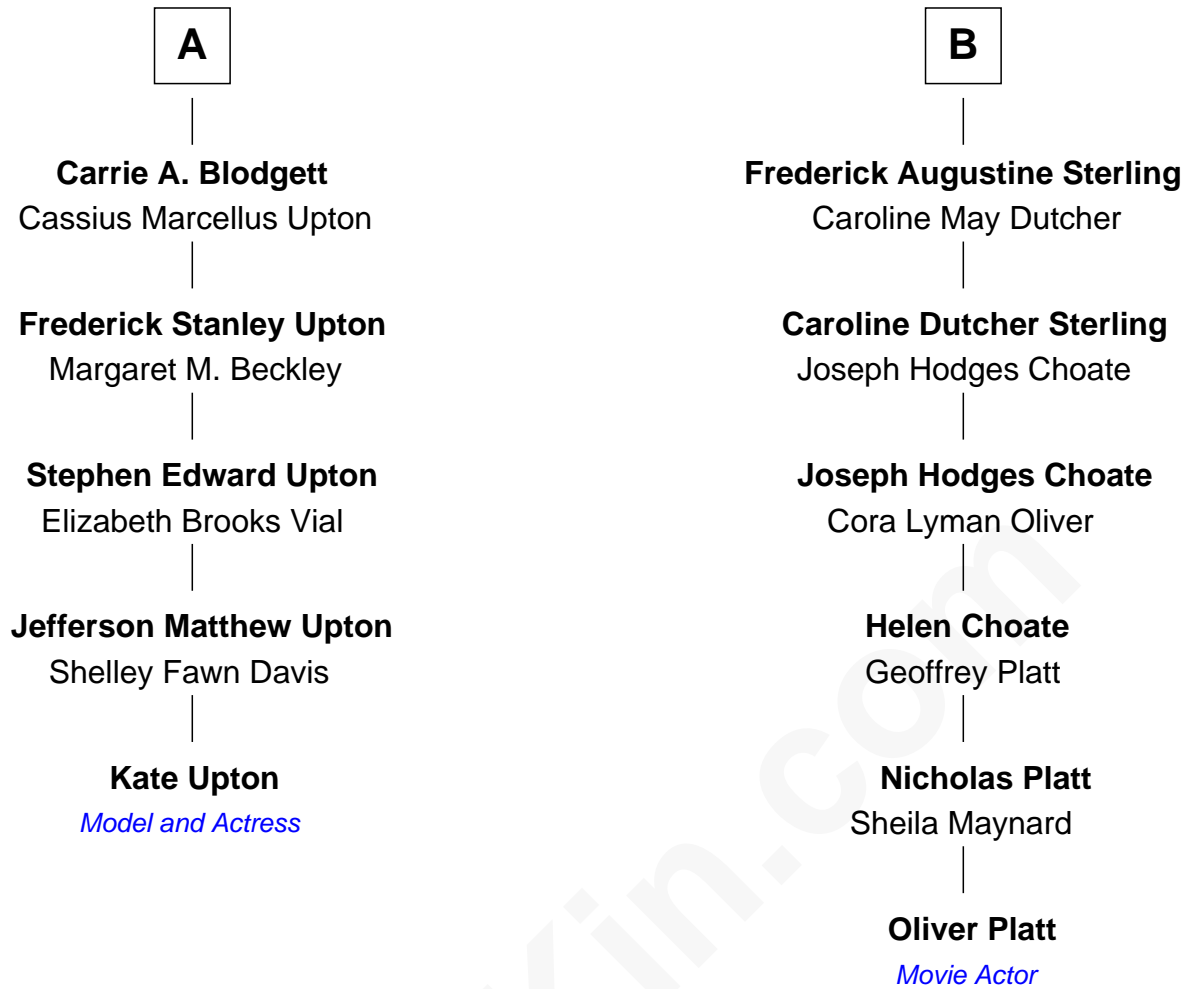 A
Carrie A. Blodgett
Cassius Marcellus Upton
Frederick Stanley Upton
Margaret M. Beckley
Stephen Edward Upton
Elizabeth Brooks Vial
Jefferson Matthew Upton
Shelley Fawn Davis
Kate Upton
Model and Actress
B
Frederick Augustine Sterling
Caroline May Dutcher
Caroline Dutcher Sterling
Joseph Hodges Choate
Joseph Hodges Choate
Cora Lyman Oliver
Helen Choate
Geoffrey Platt
Nicholas Platt
Sheila Maynard
Oliver Platt
Movie Actor